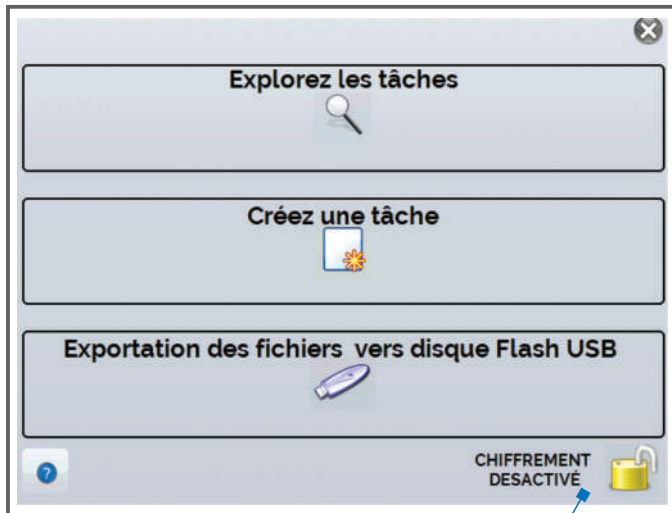 Explorez les tâches
Créez une tâche
Exportation des fichiers vers disque Flash USB
?
CHIFFREMENT
DESACTIVÉ